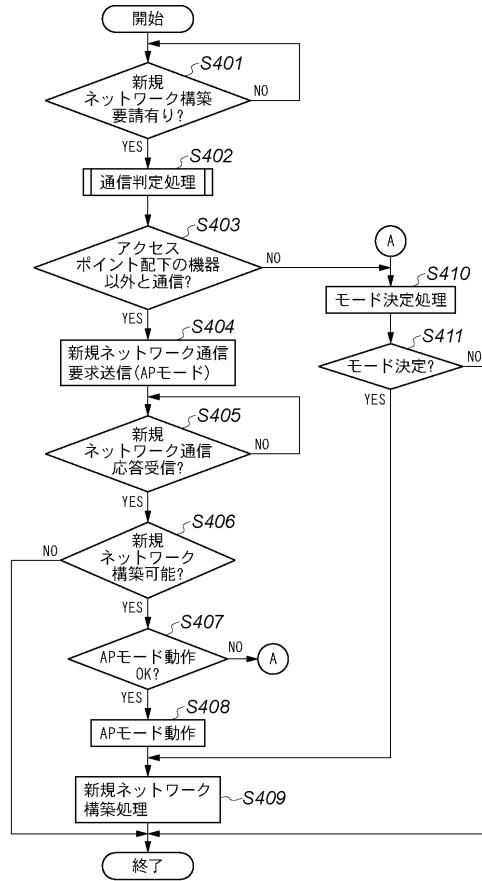 開始
S401
新規
ネットワーク構築
要請有り?
NO
YES
S402
通信判定処理
S403
アクセス
ポイント配下の機器
以外と通信?
NO
YES
A
S410
モード決定処理
S411
モード決定?
NO
YES
S404
新規ネットワーク通信
要求送信(APモード)
S405
新規
ネットワーク通信
応答受信?
NO
YES
S406
新規
ネットワーク
構築可能?
NO
YES
S407
APモード動作
OK?
NO
A
YES
S408
APモード動作
新規ネットワーク
構築処理
S409
終了